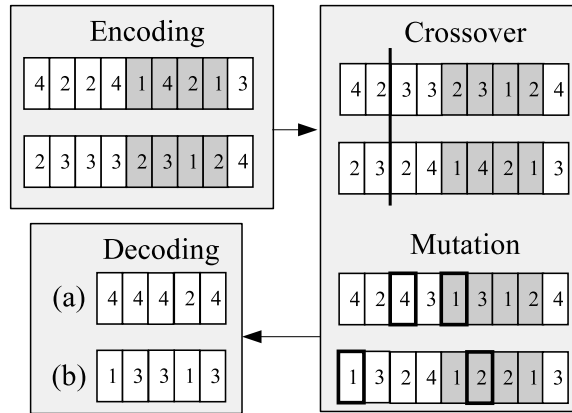 Encoding
4 2 2 4 1 4 2 1 3
2 3 3 3 2 3 1 2 4
Crossover
4 2 3 3 2 3 1 2 4
2 3 2 4 1 4 2 1 3
Mutation
4 2 4 3 1 3 1 2 4
1 3 2 4 1 2 2 1 3
Decoding
(a) 4 4 4 2 4
(b) 1 3 3 1 3